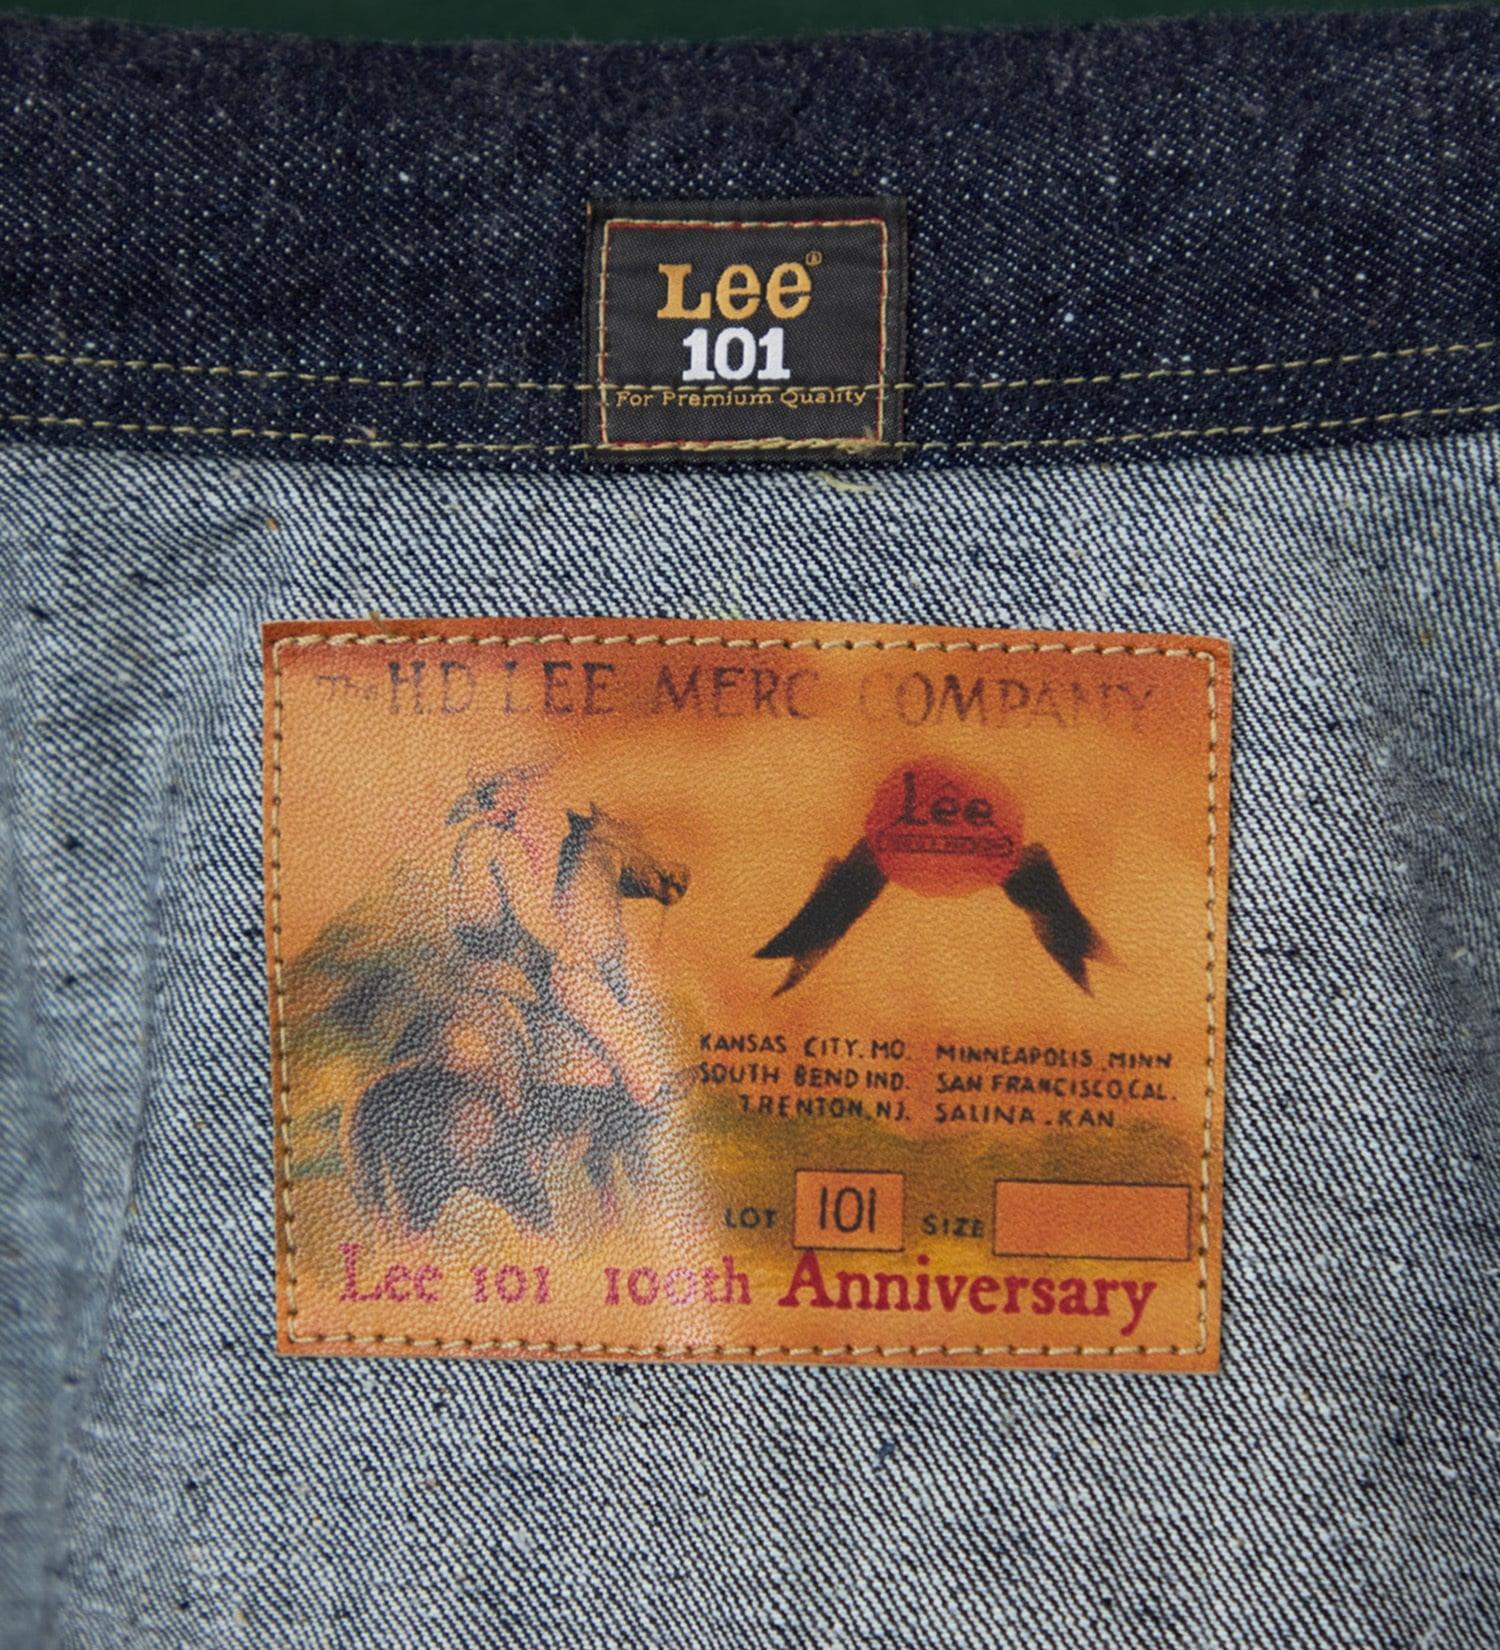 Lee®
101
For Premium Quality
The H.D LEE MERC COMPANY
Lee
KANSAS CITY. MO. MINNEAPOLIS, MINN
SOUTH BEND IND. SAN FRANCISCO, CAL.
TRENTON, N.J. SALINA. KAN
LOT 101 SIZE
Lee 101 100th Anniversary